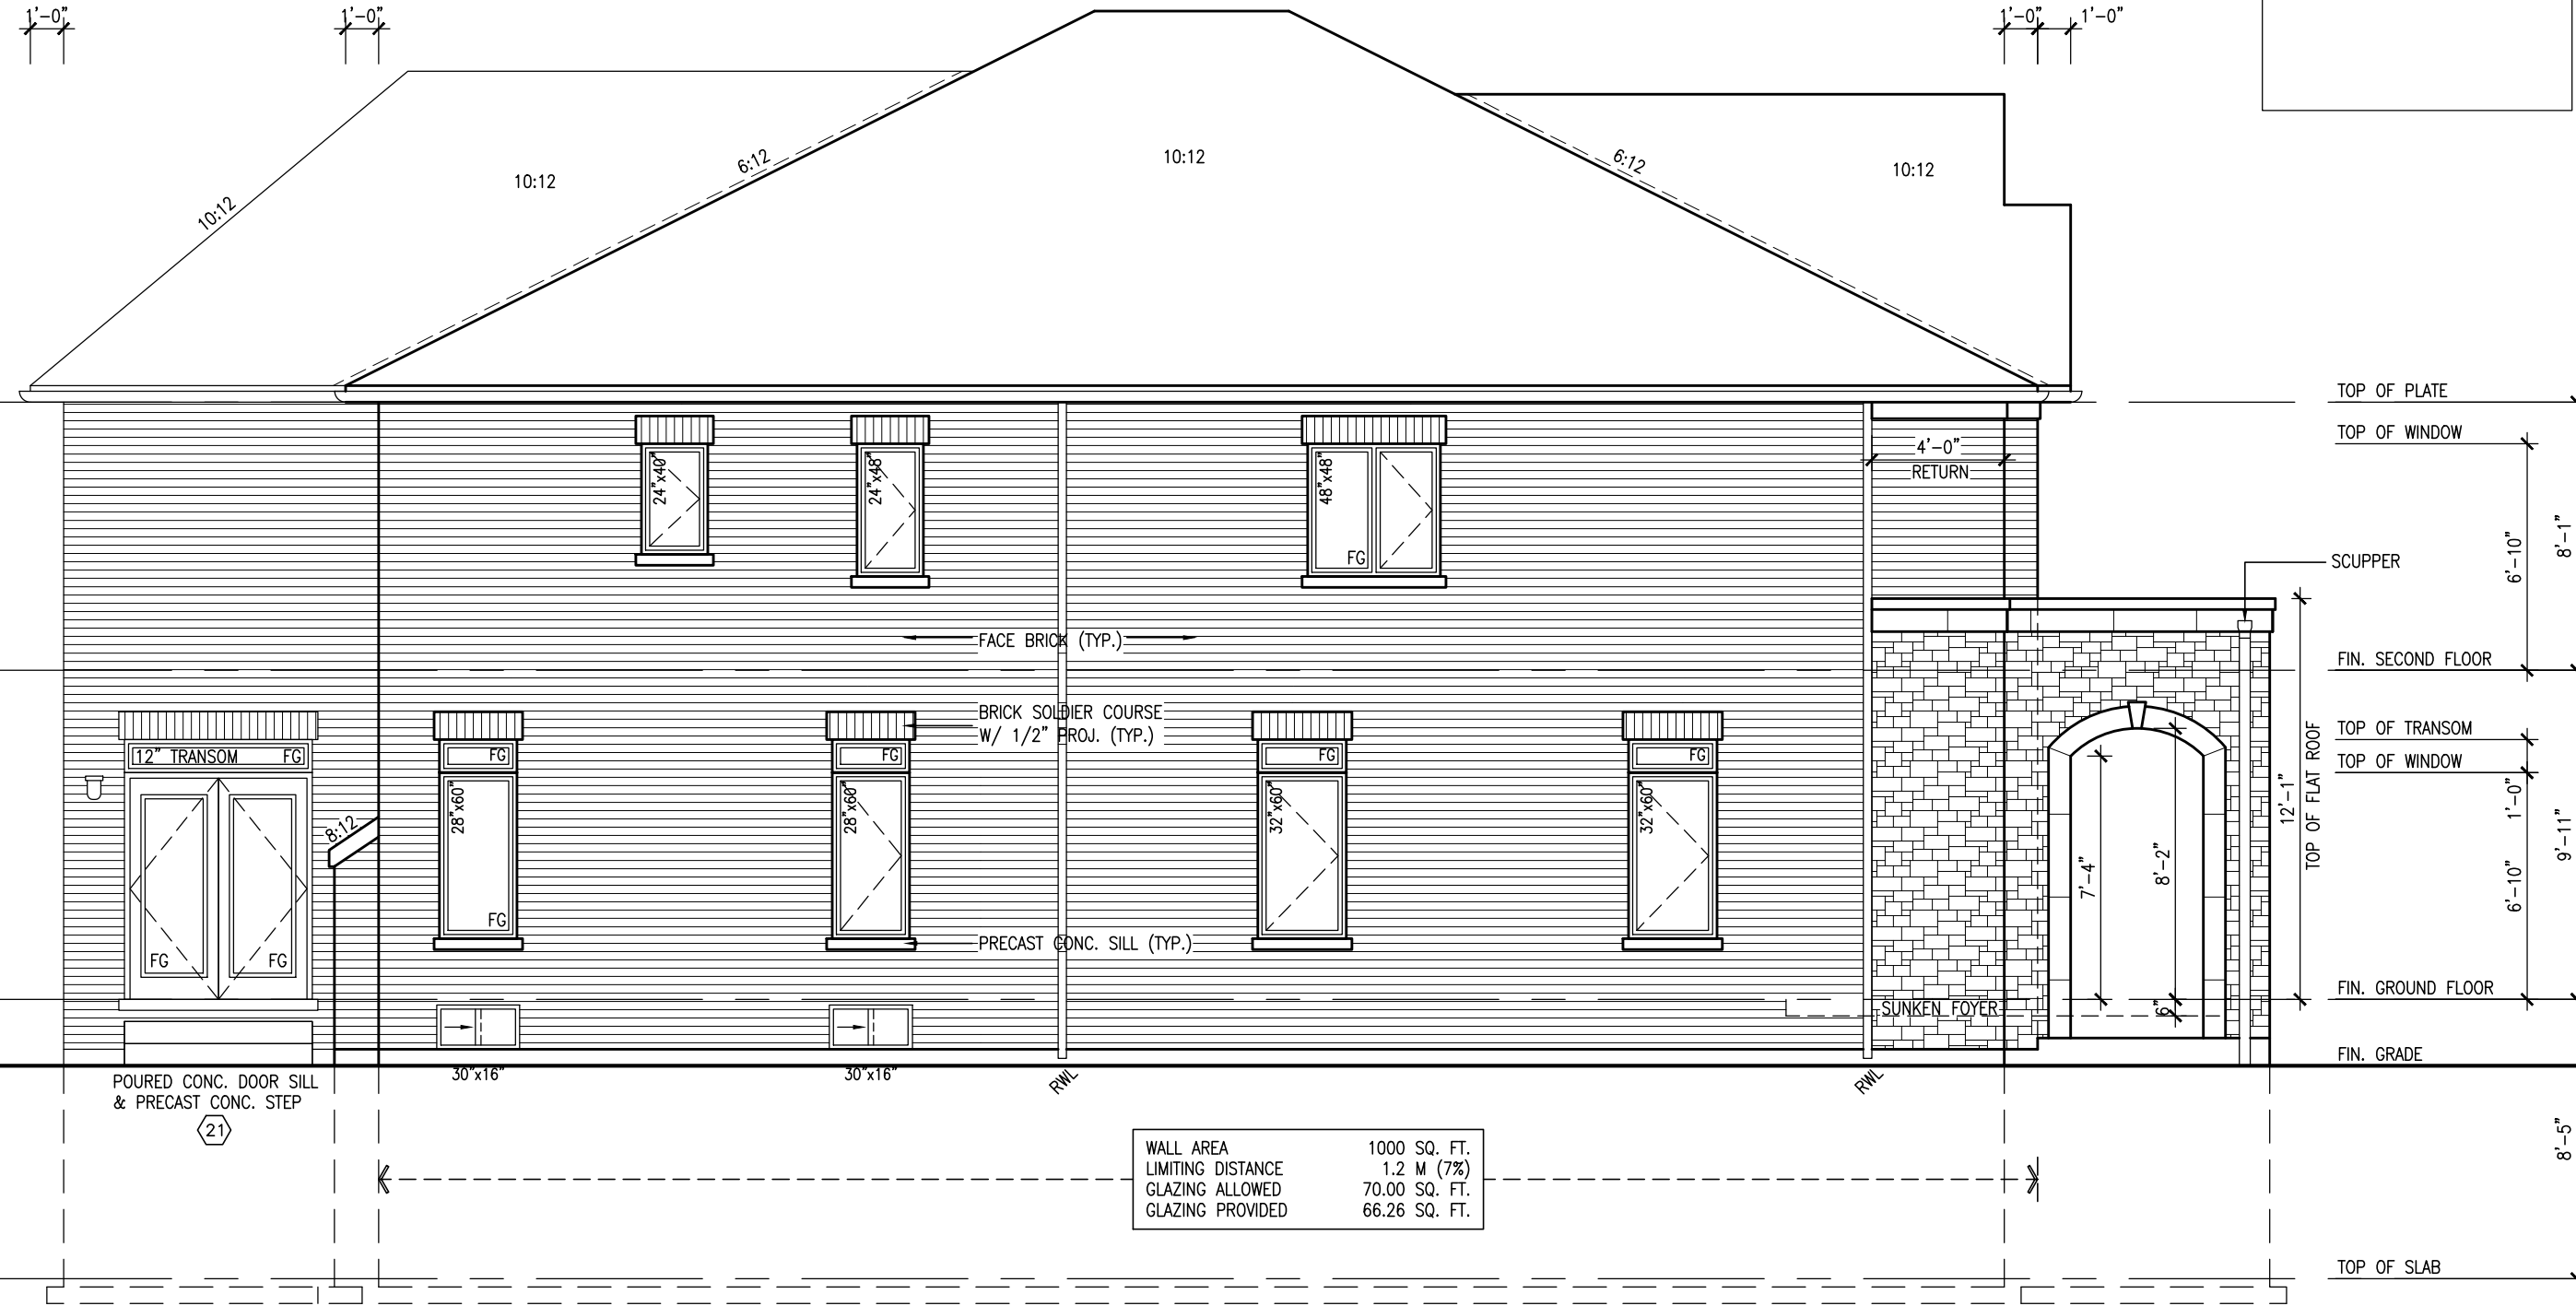 1'-0"
1'-0"
1'-0"
1'-0"
10:12
10:12
6:12
10:12
6:12
10:12
TOP OF PLATE
TOP OF WINDOW
4'-0"
RETURN
24"x40"
24"x48"
48"x48"
FG
6'-10"
8'-1"
SCUPPER
FACE BRICK (TYP.)
FIN. SECOND FLOOR
BRICK SOLDIER COURSE
W/ 1/2" PROJ. (TYP.)
TOP OF TRANSOM
TOP OF WINDOW
12" TRANSOM FG
FG
FG
FG
FG
8:12
28"x60"
28"x60"
32"x60"
32"x60"
FG
FG
FG
PRECAST CONC. SILL (TYP.)
7'-4"
8'-2"
6"
12'-1"
TOP OF FLAT ROOF
1'-0"
6'-10"
9'-11"
SUNKEN FOYER
FIN. GROUND FLOOR
FIN. GRADE
POURED CONC. DOOR SILL
& PRECAST CONC. STEP
21
30"x16"
30"x16"
RWL
RWL
WALL AREA 1000 SQ. FT.
LIMITING DISTANCE 1.2 M (7%)
GLAZING ALLOWED 70.00 SQ. FT.
GLAZING PROVIDED 66.26 SQ. FT.
8'-5"
TOP OF SLAB